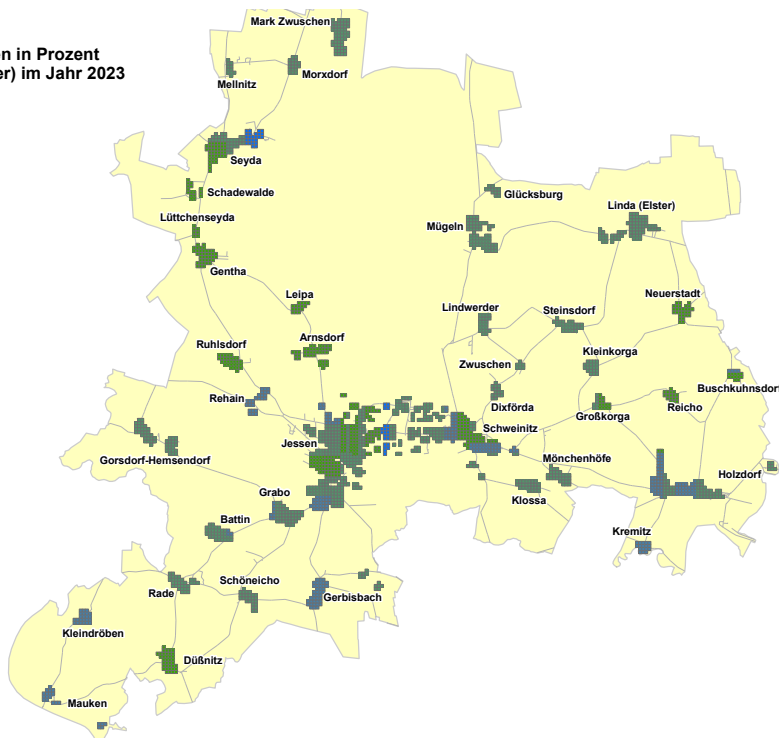 n in Prozent
er) im Jahr 2023
Mark Zwuschen
Mellnitz
Morxdorf
Seyda
Schadewalde
Glücksburg
Lüttchenseyda
Linda (Elster)
Mügeln
Gentha
Leipa
Neuerstadt
Lindwerder
Steinsdorf
Arnsdorf
Ruhlsdorf
Kleinkorga
Zwuschen
Buschkuhnsdorf
Rehain
Dixförda
Reicho
Großkorga
Schweinitz
Jessen
Gorsdorf-Hemsendorf
Mönchenhöfe
Holzdorf
Grabo
Klossa
Battin
Kremitz
Schöneicho
Rade
Gerbisbach
Kleindröben
Düßnitz
Mauken